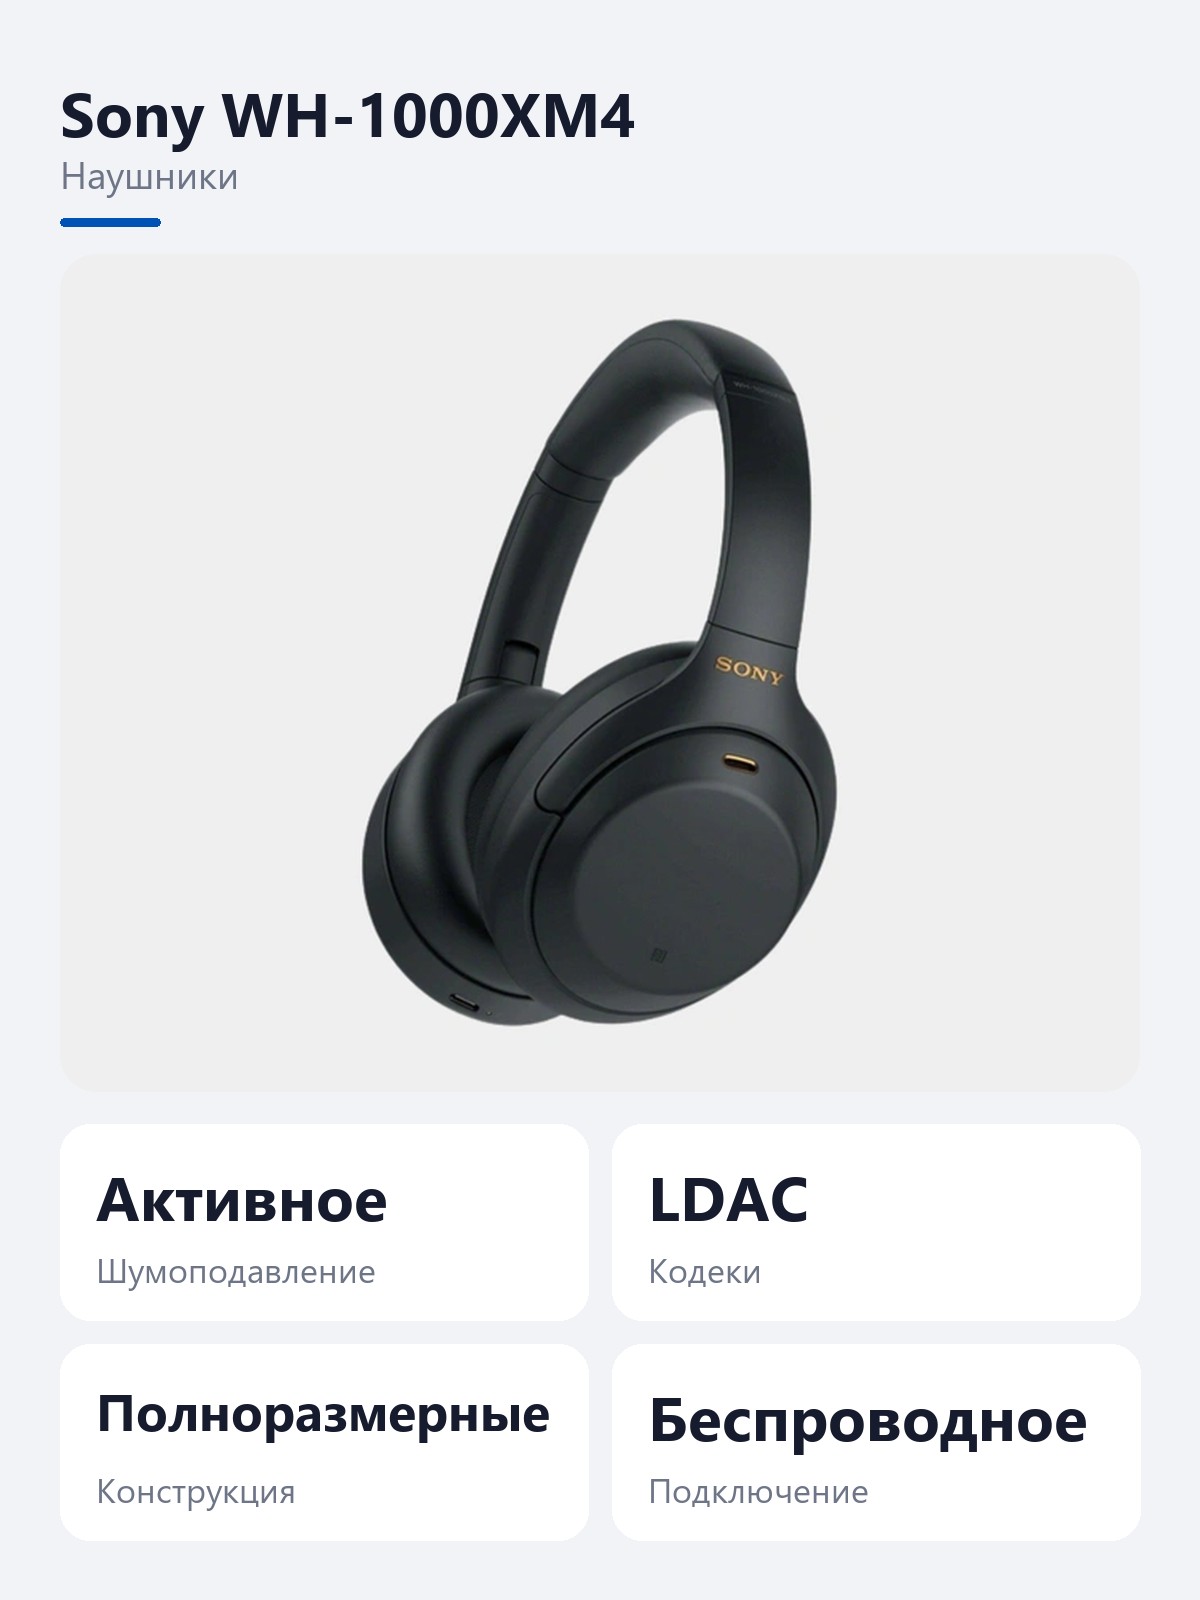 Sony WH-1000XM4
Наушники
SONY
Активное
Шумоподавление
LDAC
Кодеки
Полноразмерные
Конструкция
Беспроводное
Подключение